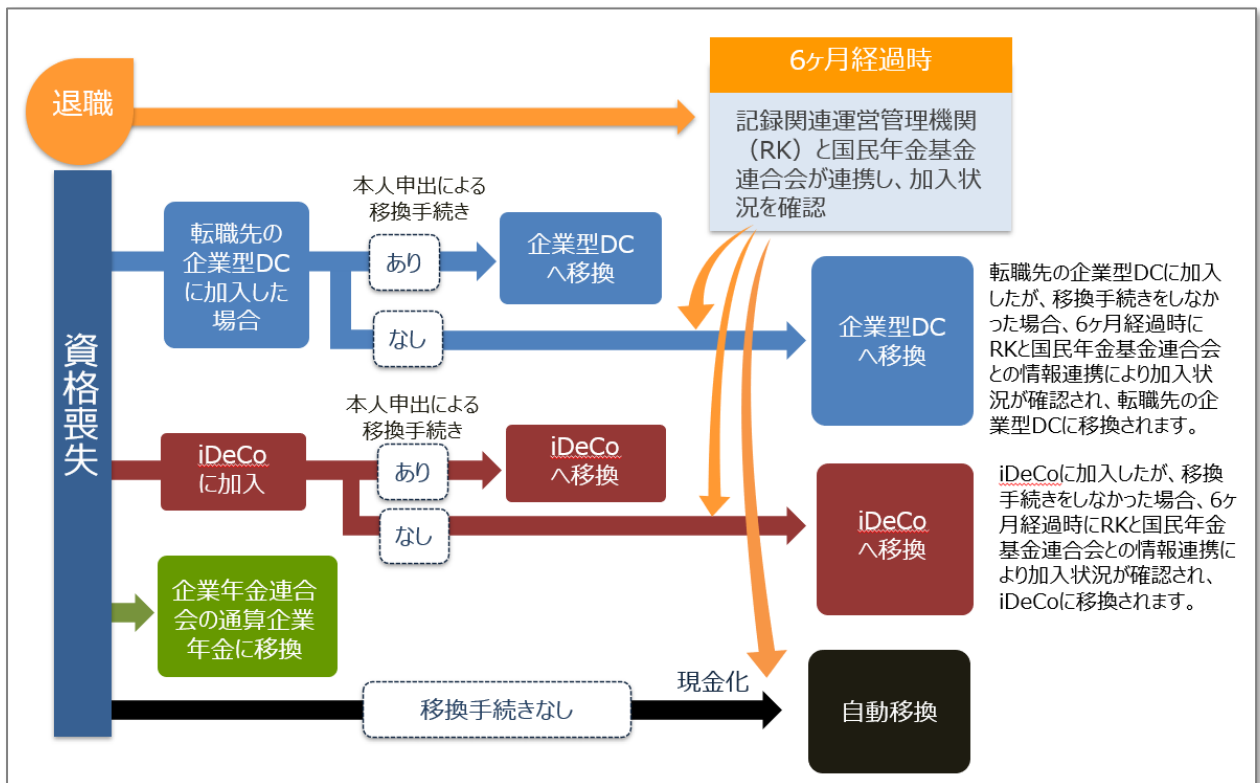 退職
6ヶ月経過時
記録関連運営管理機関
（RK）と国民年金基金
連合会が連携し、加入状
況を確認
資格喪失
転職先の
企業型DC
に加入した
場合
本人申出による
移換手続き
あり
企業型DC
へ移換
なし
企業型DC
へ移換
転職先の企業型DCに加入
したが、移換手続きをしなか
った場合、6ヶ月経過時に
RKと国民年金基金連合会
との情報連携により加入状
況が確認され、転職先の企
業型DCに移換されます。
iDeCo
に加入
本人申出による
移換手続き
あり
iDeCo
へ移換
なし
iDeCo
へ移換
iDeCoに加入したが、移換
手続きをしなかった場合、6ヶ
月経過時にRKと国民年金
基金連合会との情報連携に
より加入状況が確認され、
iDeCoに移換されます。
企業年金連合
会の通算企業
年金に移換
移換手続きなし
現金化
自動移換